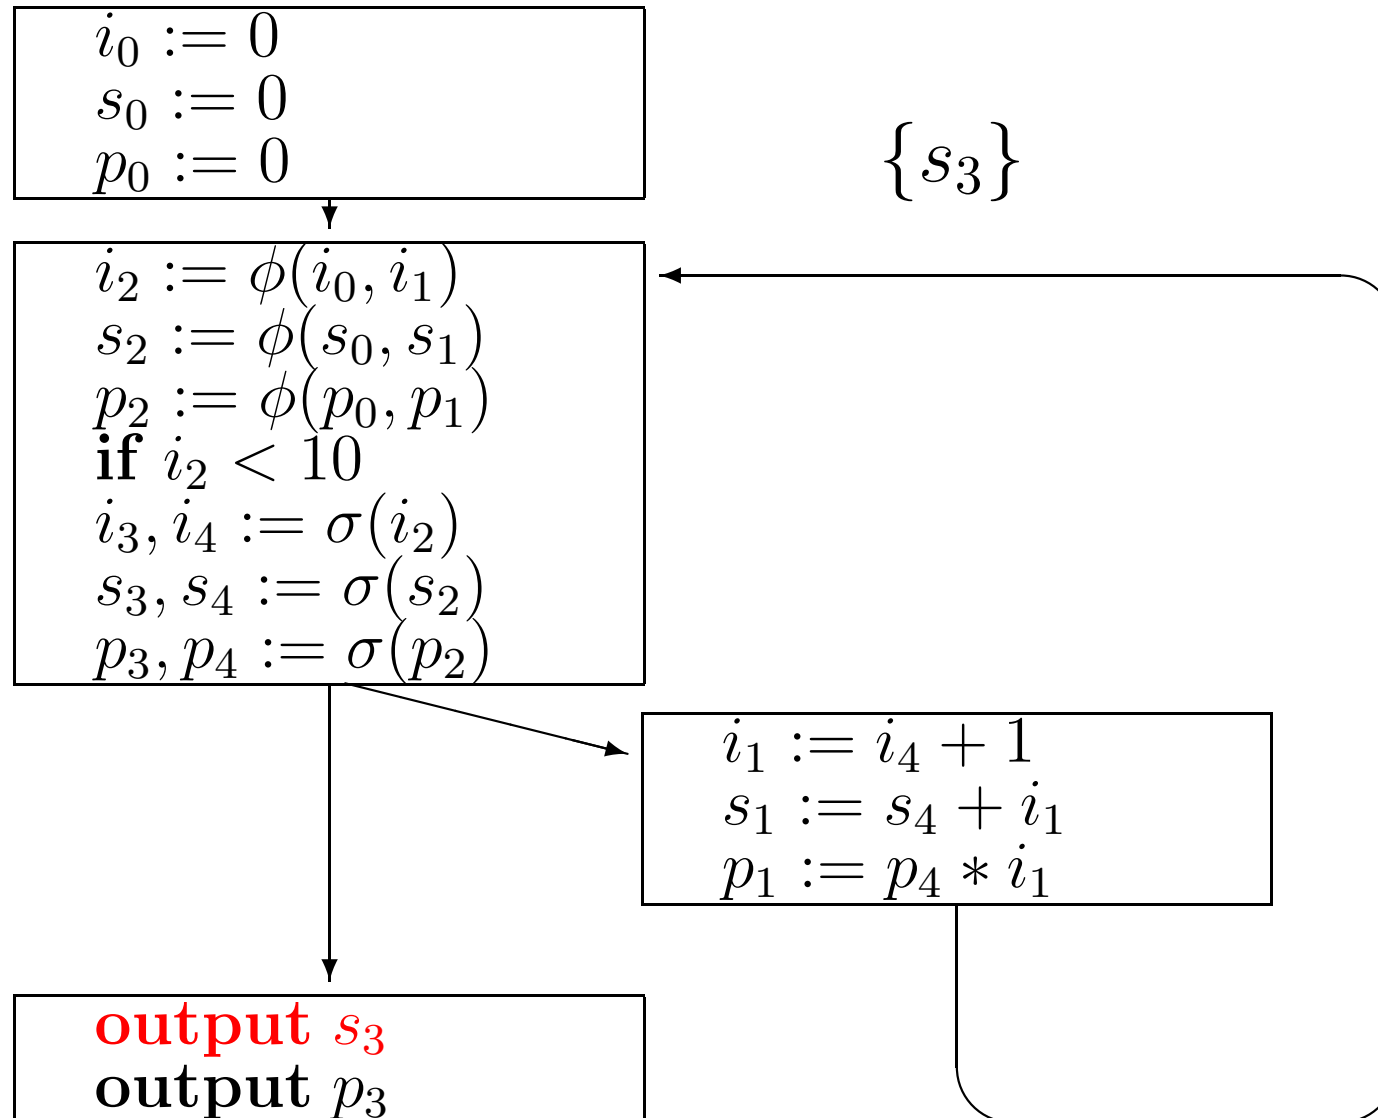 i₀ := 0
s₀ := 0
p₀ := 0
{s₃}
i₂ := ϕ(i₀, i₁)
s₂ := ϕ(s₀, s₁)
p₂ := ϕ(p₀, p₁)
if i₂ < 10
i₃, i₄ := σ(i₂)
s₃, s₄ := σ(s₂)
p₃, p₄ := σ(p₂)
i₁ := i₄ + 1
s₁ := s₄ + i₁
p₁ := p₄ * i₁
output s₃
output p₃